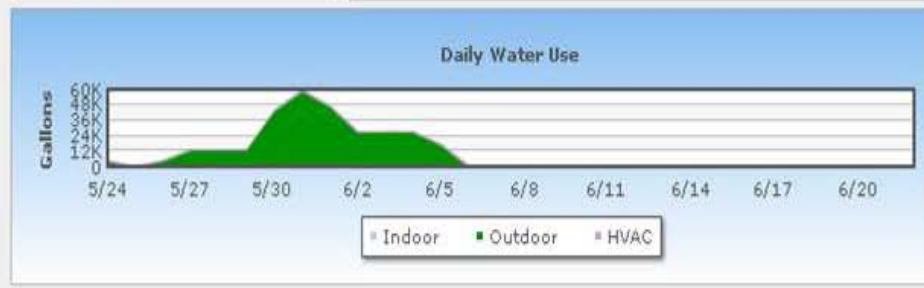 Daily Water Use
Gallons
60K
48K
36K
24K
12K
0
5/24 5/27 5/30 6/2 6/5 6/8 6/11 6/14 6/17 6/20
Indoor Outdoor HVAC